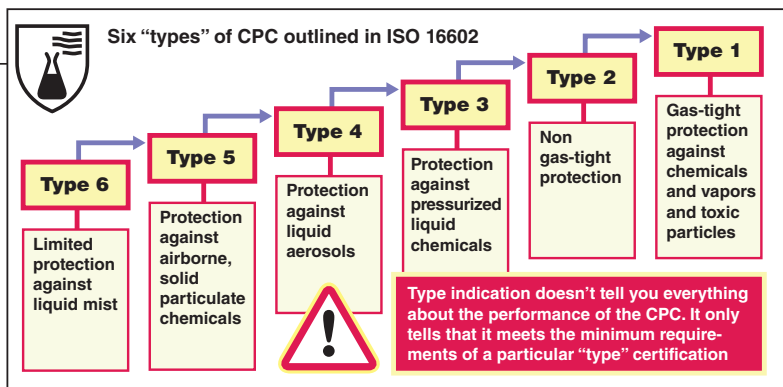 Six “types” of CPC outlined in ISO 16602
Type 1
Gas-tight
protection
against
chemicals
and vapors
and toxic
particles
Type 2
Non
gas-tight
protection
Type 3
Protection
against
pressurized
liquid
chemicals
Type 4
Protection
against
liquid
aerosols
Type 5
Protection
against
airborne,
solid
particulate
chemicals
Type 6
Limited
protection
against
liquid mist
Type indication doesn’t tell you everything
about the performance of the CPC. It only
tells that it meets the minimum require-
ments of a particular “type” certification